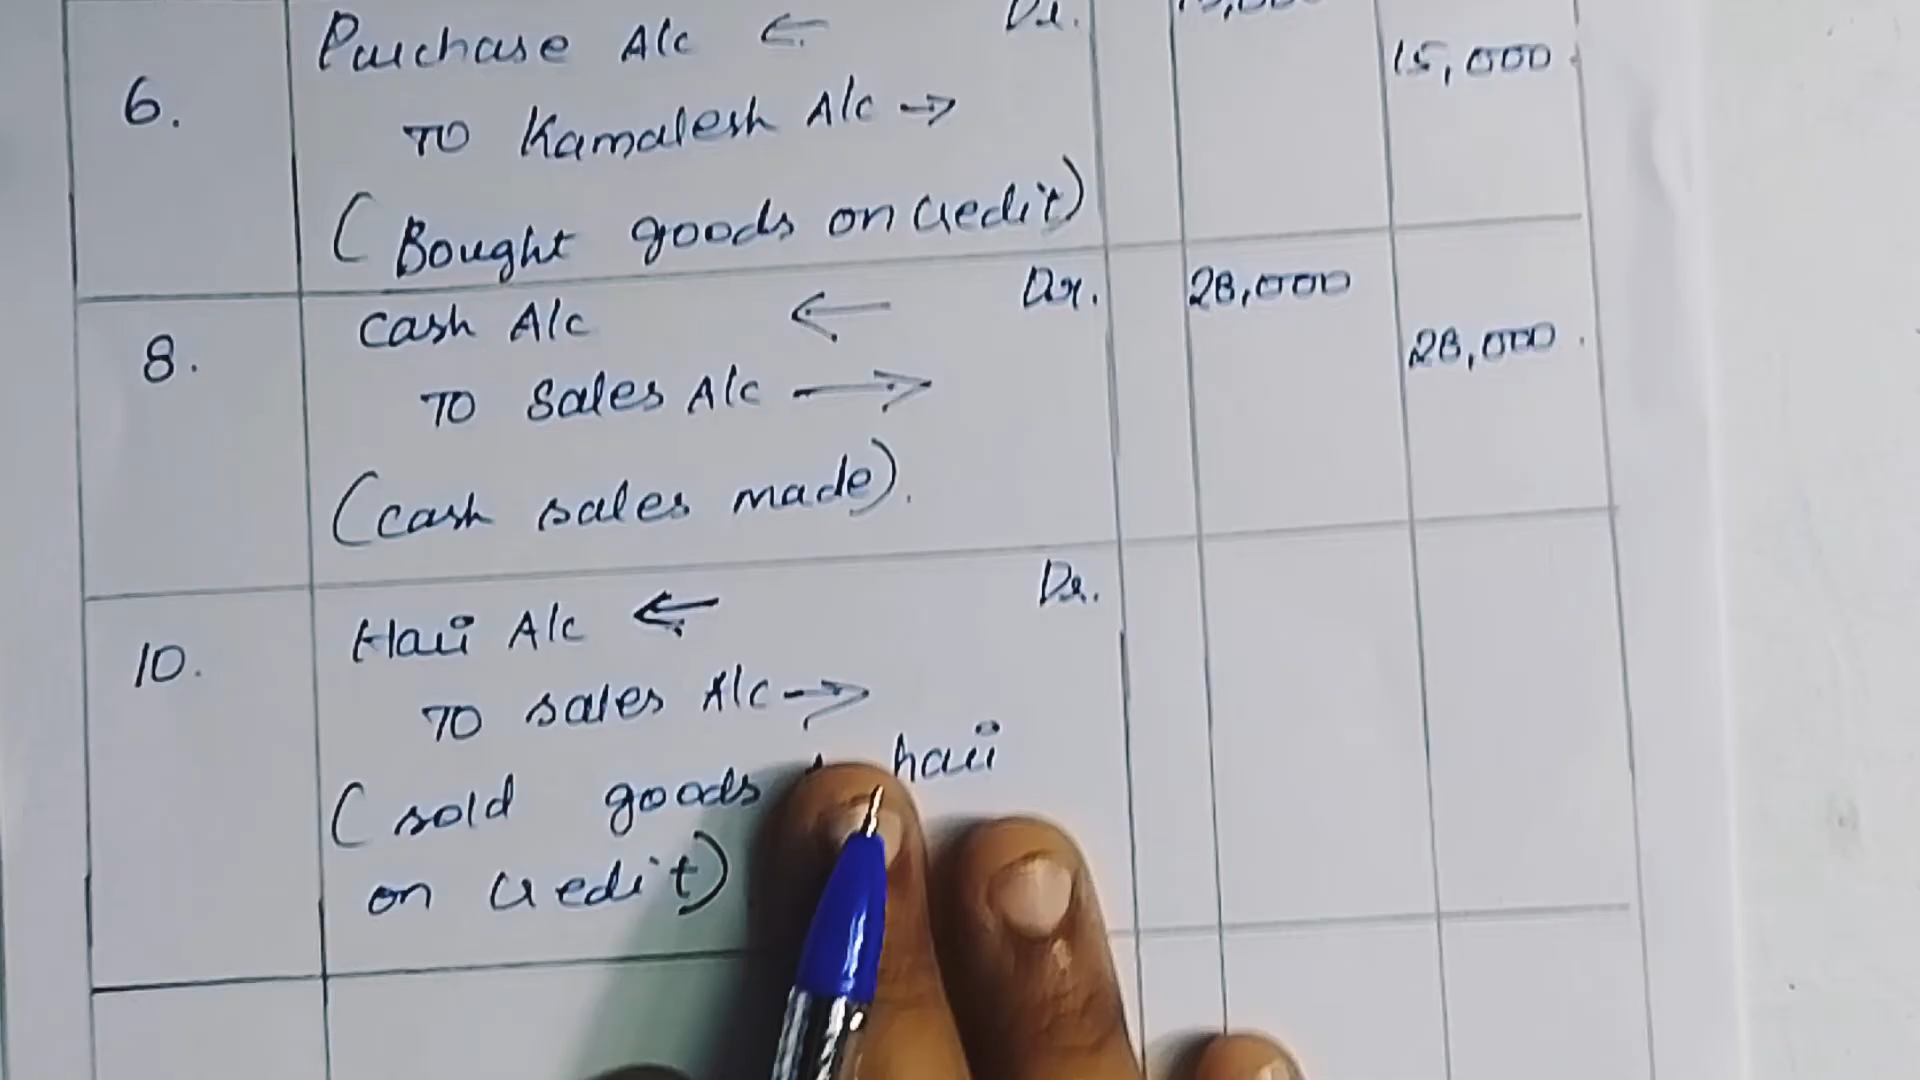 Purchase A/c ← Dr.
15,000
6.
TO Kamalesh A/c →
(Bought goods on credit)
8.
Cash A/c ← Dr. 28,000
TO Sales A/c → 28,000.
(cash sales made).
10.
Hari A/c ← Dr.
TO sales A/c →
(sold goods hari
on credit)